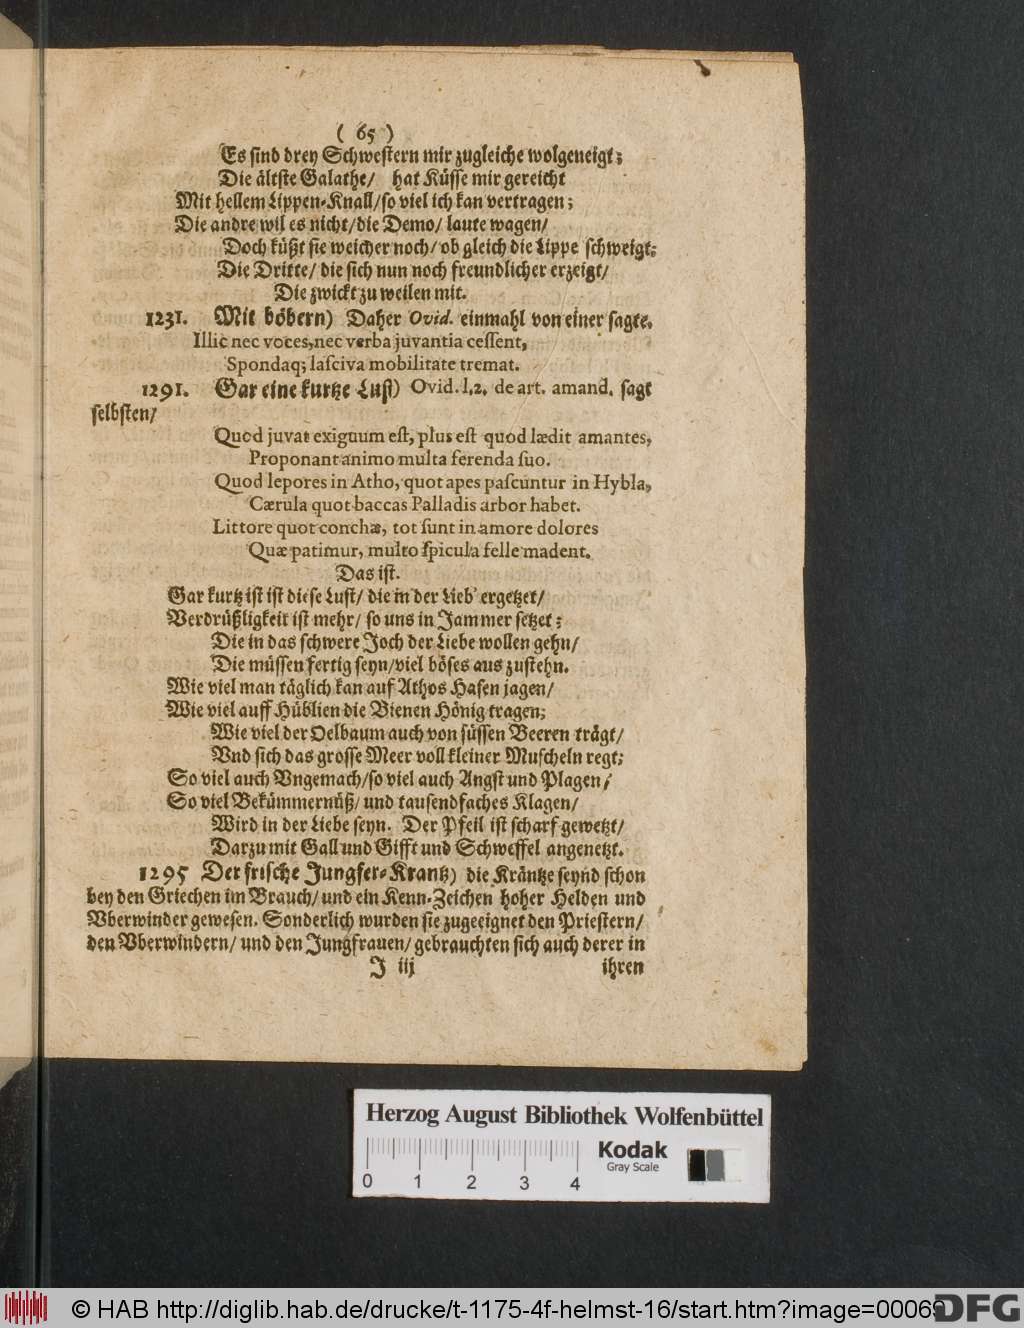 ( 65 )
Es sind drey Schwestern mir zugleiche wolgeneigt;
Die ältste Galathe/ hat Küsse mir gereicht
Mit hellem Lippen-Knall/so viel ich kan vertragen;
Die andre wil es nicht/die Demo/ laute wagen/
Doch küßt sie weicher noch/ ob gleich die Lippe schweigt;
Die Dritte/ die sich nun noch freundlicher erzeigt/
Die zwickt zu weilen mit.
1231. Mit böbern) Daher Ovid. einmahl von einer sagte.
Illic nec voces, nec verba juvantia cessent,
Spondaq; lasciva mobilitate tremat.
1291. Gar eine kurtze Lust) Ovid. l. 2. de art. amand. sagt
selbsten/
Quod juvat exiguum est, plus est quod lædit amantes,
Proponant animo multa ferenda suo.
Quod lepores in Atho, quot apes pascuntur in Hybla,
Cærula quot baccas Palladis arbor habet.
Littore quot conchæ, tot sunt in amore dolores
Quæ patimur, multo spicula felle madent.
Das ist.
Gar kurtz ist ist diese Lust/ die in der Lieb' ergetzet/
Verdrüßligkeit ist mehr/ so uns in Jammer setzet;
Die in das schwere Joch der Liebe wollen gehn/
Die müssen fertig seyn/viel böses aus zustehn.
Wie viel man täglich kan auf Athos Hasen jagen/
Wie viel auff Hüblien die Bienen Hönig tragen;
Wie viel der Oelbaum auch von süssen Beeren trägt/
Vnd sich das grosse Meer voll kleiner Muscheln regt;
So viel auch Vngemach/so viel auch Angst und Plagen/
So viel Bekümmernüß/ und tausendfaches Klagen/
Wird in der Liebe seyn. Der Pfeil ist scharf gewetzt/
Darzu mit Gall und Gifft und Schweffel angenetzt.
1295 Der frische Jungfer-Krantz) die Kräntze seynd schon
bey den Griechen im Brauch/ und ein Kenn-Zeichen hoher Helden und
Vberwinder gewesen. Sonderlich wurden sie zugeeignet den Priestern/
den Vberwindern/ und den Jungfrauen/ gebrauchten sich auch derer in
J iij ihren
Herzog August Bibliothek Wolfenbüttel
Kodak
Gray Scale
0 1 2 3 4
© HAB http://diglib.hab.de/drucke/t-1175-4f-helmst-16/start.htm?image=00069
DFG